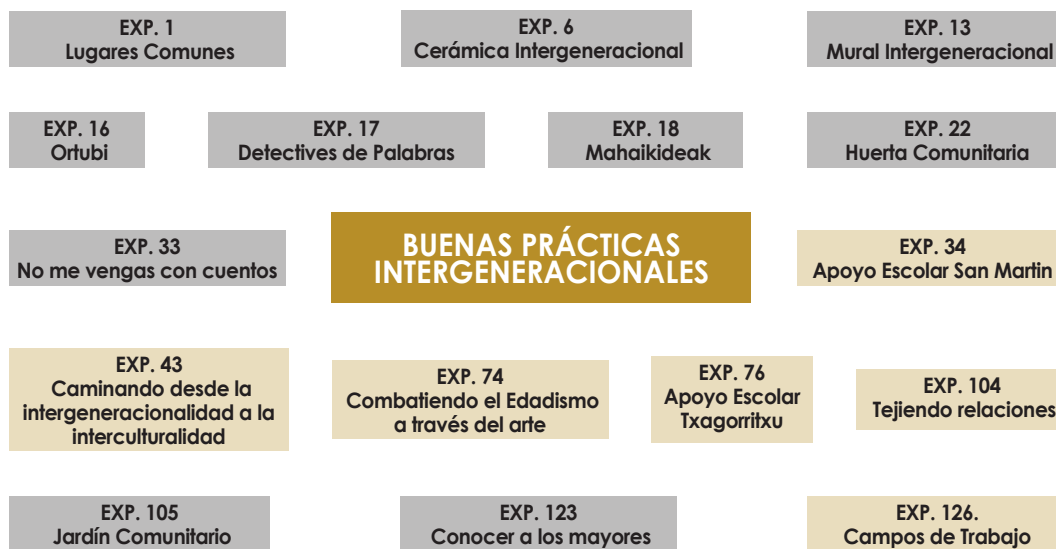 EXP. 1
Lugares Comunes
EXP. 6
Cerámica Intergeneracional
EXP. 13
Mural Intergeneracional
EXP. 16
Ortubi
EXP. 17
Detectives de Palabras
EXP. 18
Mahaikideak
EXP. 22
Huerta Comunitaria
EXP. 33
No me vengas con cuentos
BUENAS PRÁCTICAS
INTERGENERACIONALES
EXP. 34
Apoyo Escolar San Martin
EXP. 43
Caminando desde la
intergeneracionalidad a la
interculturalidad
EXP. 74
Combatiendo el Edadismo
a través del arte
EXP. 76
Apoyo Escolar
Txagorritxu
EXP. 104
Tejiendo relaciones
EXP. 105
Jardín Comunitario
EXP. 123
Conocer a los mayores
EXP. 126.
Campos de Trabajo